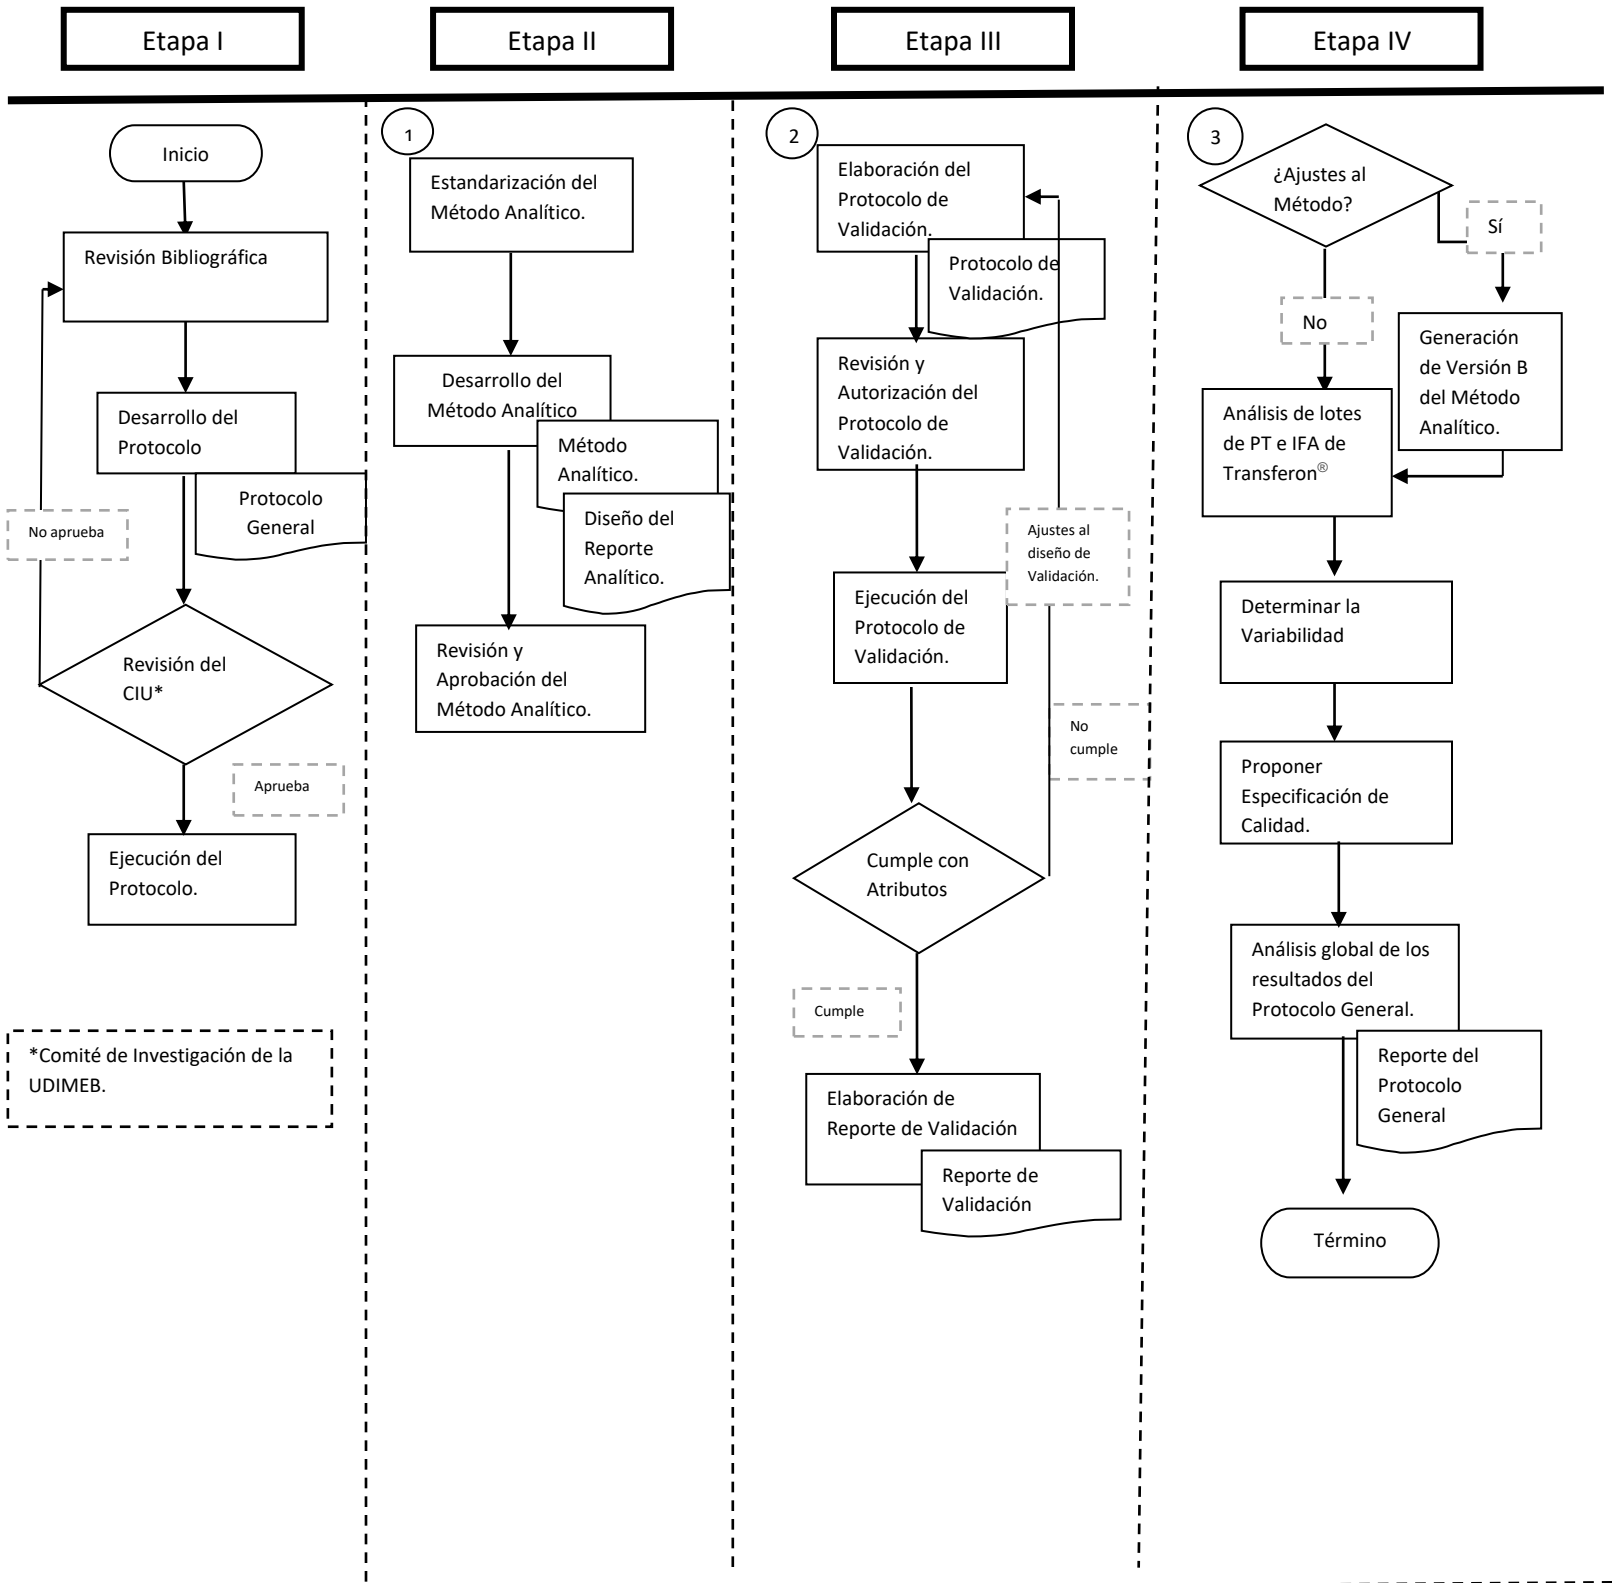 Etapa I
Etapa II
Etapa III
Etapa IV
Inicio
Revisión Bibliográfica
Desarrollo del
Protocolo
Protocolo
General
No aprueba
Revisión del
CIU*
Aprueba
Ejecución del
Protocolo.
*Comité de Investigación de la
UDIMEB.
1
Estandarización del
Método Analítico.
Desarrollo del
Método Analítico
Método
Analítico.
Diseño del
Reporte
Analítico.
Revisión y
Aprobación del
Método Analítico.
2
Elaboración del
Protocolo de
Validación.
Protocolo de
Validación.
Revisión y
Autorización del
Protocolo de
Validación.
Ajustes al
diseño de
Validación.
Ejecución del
Protocolo de
Validación.
No
cumple
Cumple con
Atributos
Cumple
Elaboración de
Reporte de Validación
Reporte de
Validación
3
¿Ajustes al
Método?
Sí
No
Generación
de Versión B
del Método
Analítico.
Análisis de lotes
de PT e IFA de
Transferon®
Determinar la
Variabilidad
Proponer
Especificación de
Calidad.
Análisis global de los
resultados del
Protocolo General.
Reporte del
Protocolo
General
Término